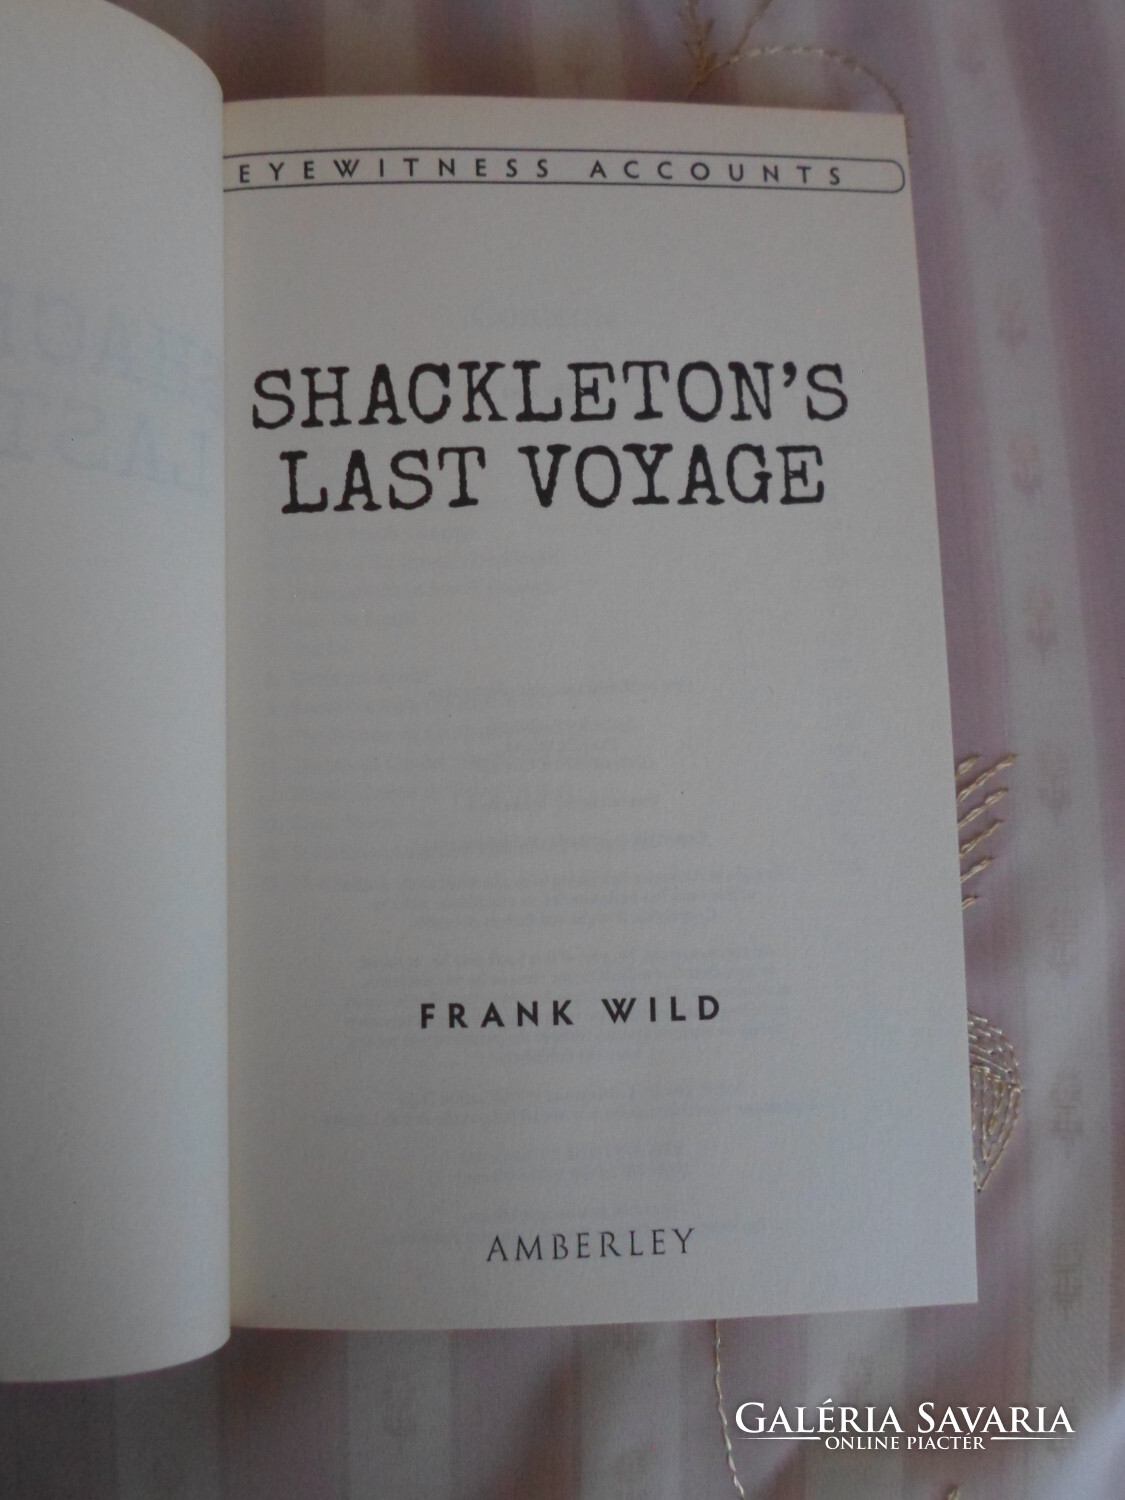 EYEWITNESS ACCOUNTS
SHACKLETON'S
LAST VOYAGE
FRANK WILD
AMBERLEY
GALÉRIA SAVARIA
ONLINE PIACTÉR